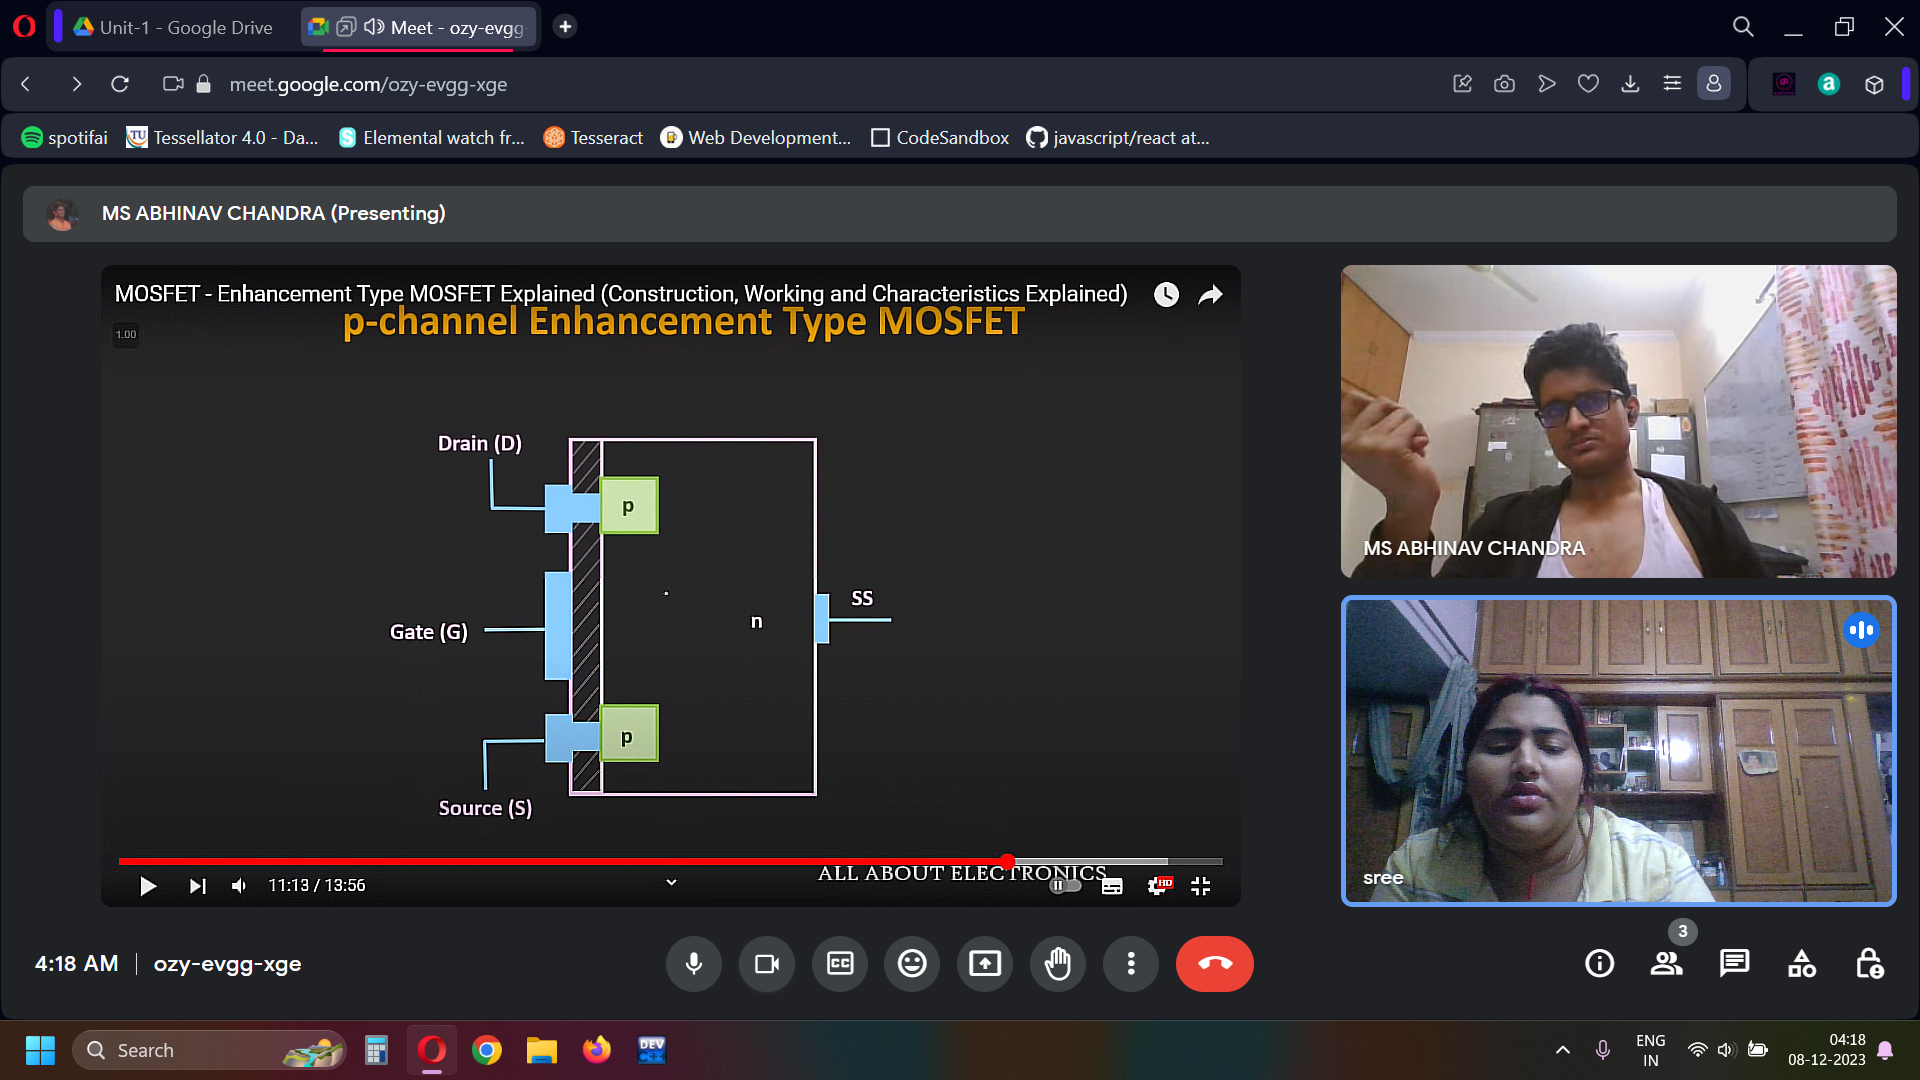 Unit-1 - Google Drive
Meet - ozy-evgg-
meet.google.com/ozy-evgg-xge
spotifai
TU
Tessellator 4.0 - Da...
Elemental watch fr...
Tesseract
Web Development...
CodeSandbox
javascript/react at...
MS ABHINAV CHANDRA (Presenting)
MOSFET - Enhancement Type MOSFET Explained (Construction, Working and Characteristics Explained)
p-channel Enhancement Type MOSFET
1.00
Drain (D)
p
Gate (G)
n
SS
p
Source (S)
ALL ABOUT ELECTRONICS
11:13 / 13:56
HD
MS ABHINAV CHANDRA
sree
4:18 AM
ozy-evgg-xge
CC
3
Search
DEV
ENG
IN
04:18
08-12-2023